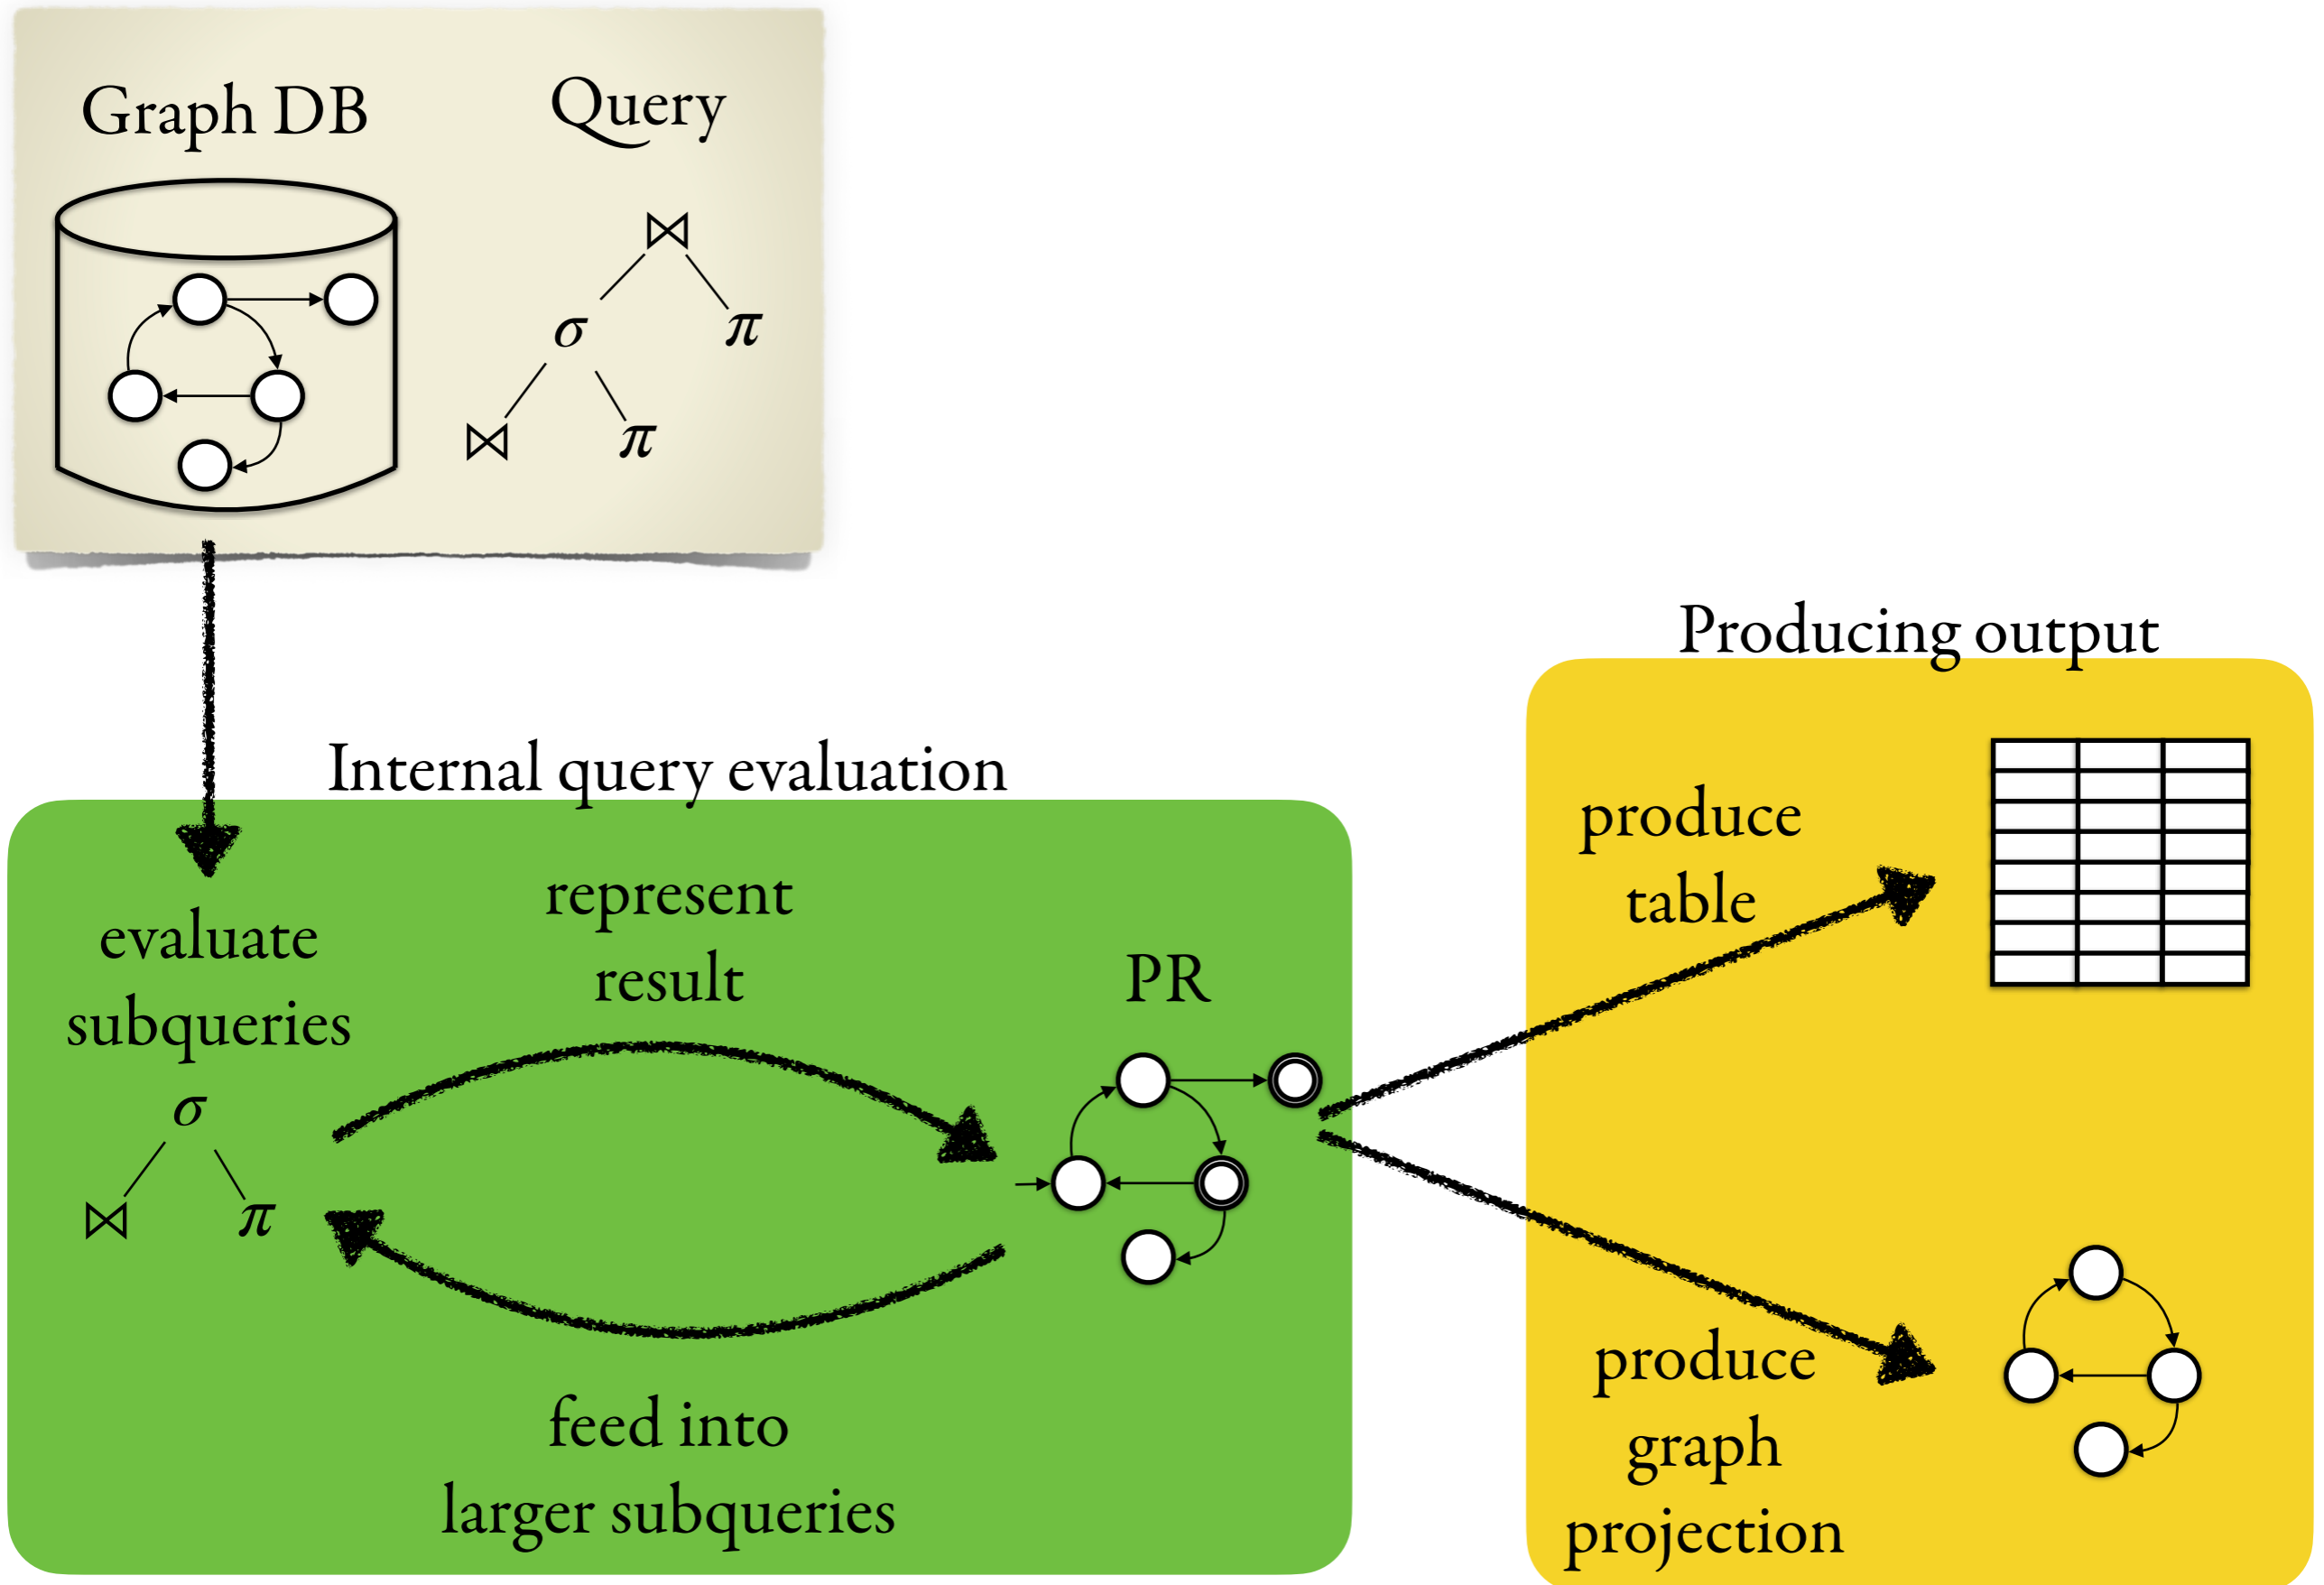 Graph DB
Query
⋈
σ
π
⋈
π
Internal query evaluation
evaluate
subqueries
σ
⋈
π
represent
result
PR
feed into
larger subqueries
Producing output
produce
table
produce
graph
projection